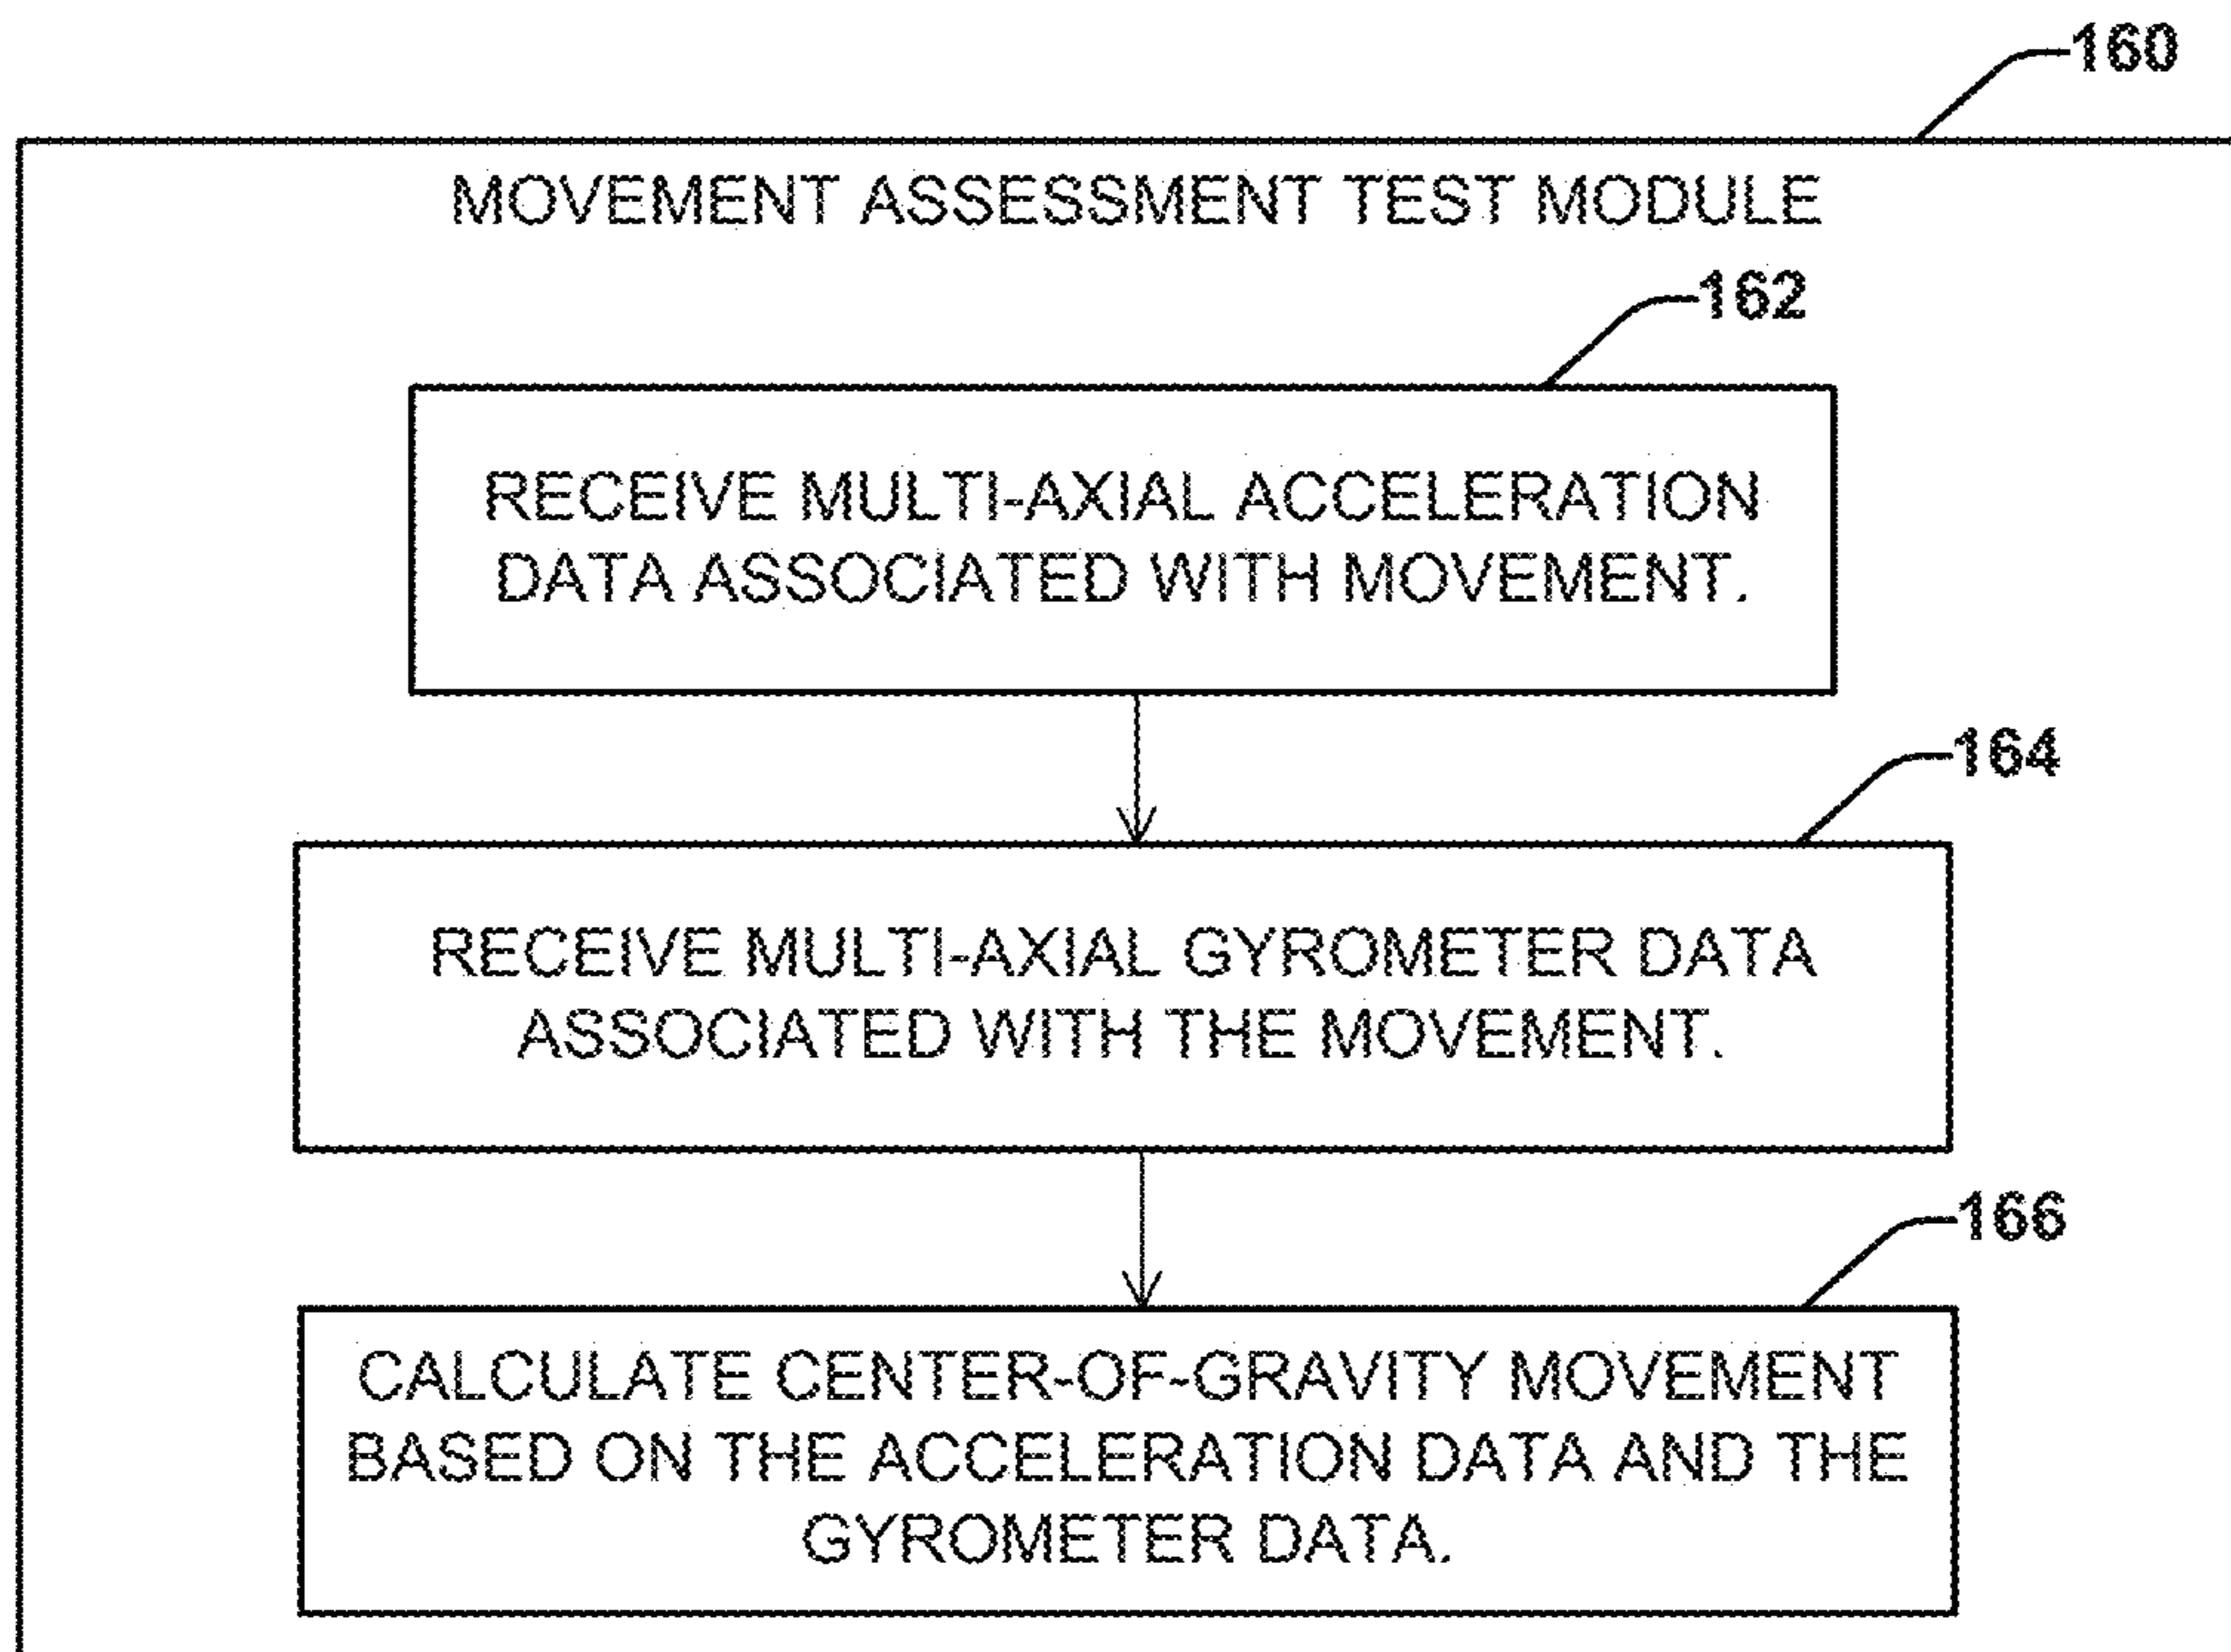 160
MOVEMENT ASSESSMENT TEST MODULE
162
RECEIVE MULTI-AXIAL ACCELERATION
DATA ASSOCIATED WITH MOVEMENT.
164
RECEIVE MULTI-AXIAL GYROMETER DATA
ASSOCIATED WITH THE MOVEMENT.
166
CALCULATE CENTER-OF-GRAVITY MOVEMENT
BASED ON THE ACCELERATION DATA AND THE
GYROMETER DATA.